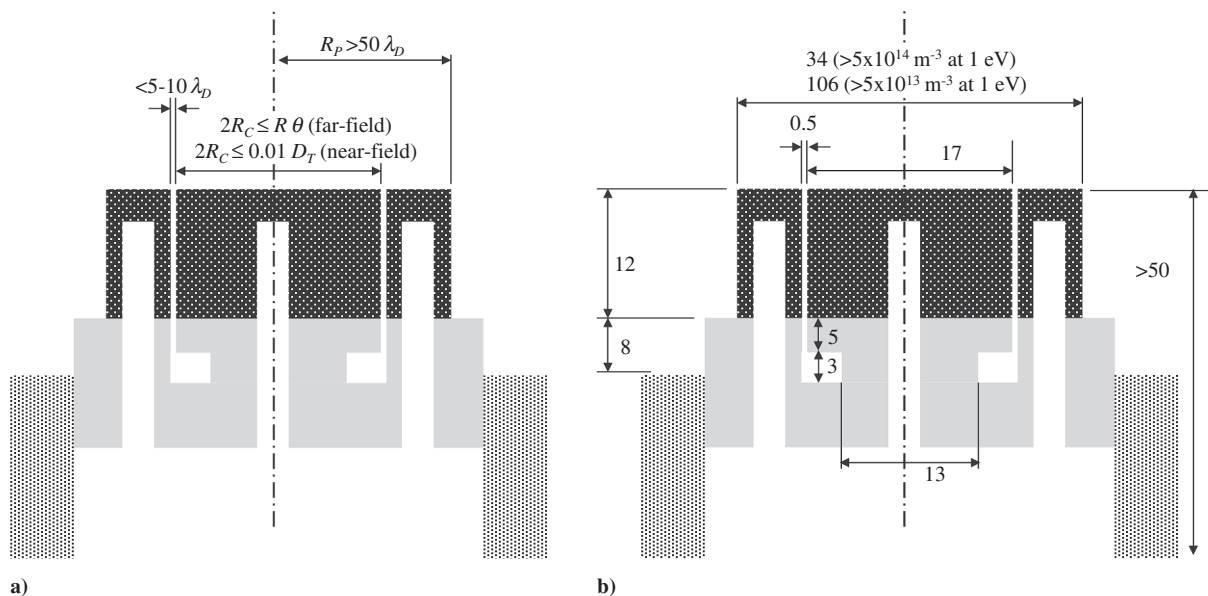 R_P >50 λ_D
<5-10 λ_D
2R_C ≤ R θ (far-field)
2R_C ≤ 0.01 D_T (near-field)
a)
34 (>5x10^14 m^-3 at 1 eV)
106 (>5x10^13 m^-3 at 1 eV)
0.5
17
12
>50
8
5
3
13
b)